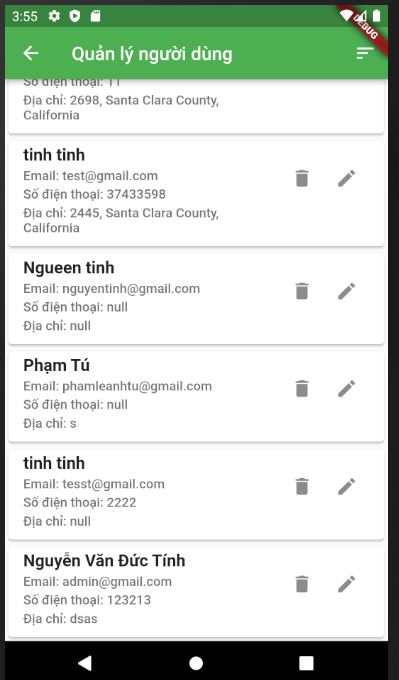 3:55
DEBUG
Quản lý người dùng
Số điện thoại: 11
Địa chỉ: 2698, Santa Clara County,
California
tinh tinh
Email: test@gmail.com
Số điện thoại: 37433598
Địa chỉ: 2445, Santa Clara County,
California
Ngueen tinh
Email: nguyentinh@gmail.com
Số điện thoại: null
Địa chỉ: null
Phạm Tú
Email: phamleanhtu@gmail.com
Số điện thoại: null
Địa chỉ: s
tinh tinh
Email: tesst@gmail.com
Số điện thoại: 2222
Địa chỉ: null
Nguyễn Văn Đức Tính
Email: admin@gmail.com
Số điện thoại: 123213
Địa chỉ: dsas